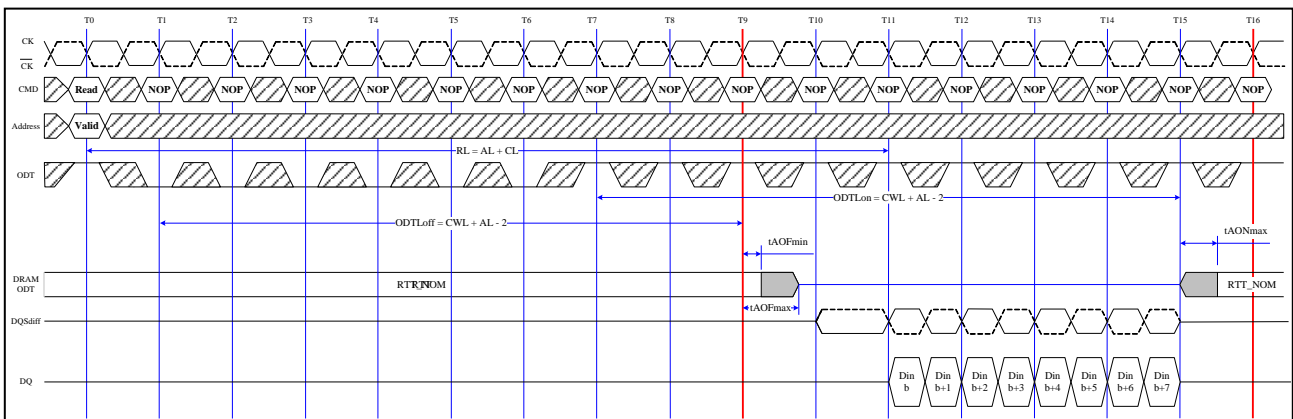 T0 T1 T2 T3 T4 T5 T6 T7 T8 T9 T10 T11 T12 T13 T14 T15 T16
CK
CK
CMD Read NOP NOP NOP NOP NOP NOP NOP NOP NOP NOP NOP NOP NOP NOP NOP NOP
Address Valid
RL = AL + CL
ODT
ODTLon = CWL + AL - 2
ODTLoff = CWL + AL - 2
tAOFmin
tAONmax
DRAM
ODT
RTT_NOM
tAOFmax
DQSdiff
DQ
Din b Din b+1 Din b+2 Din b+3 Din b+4 Din b+5 Din b+6 Din b+7